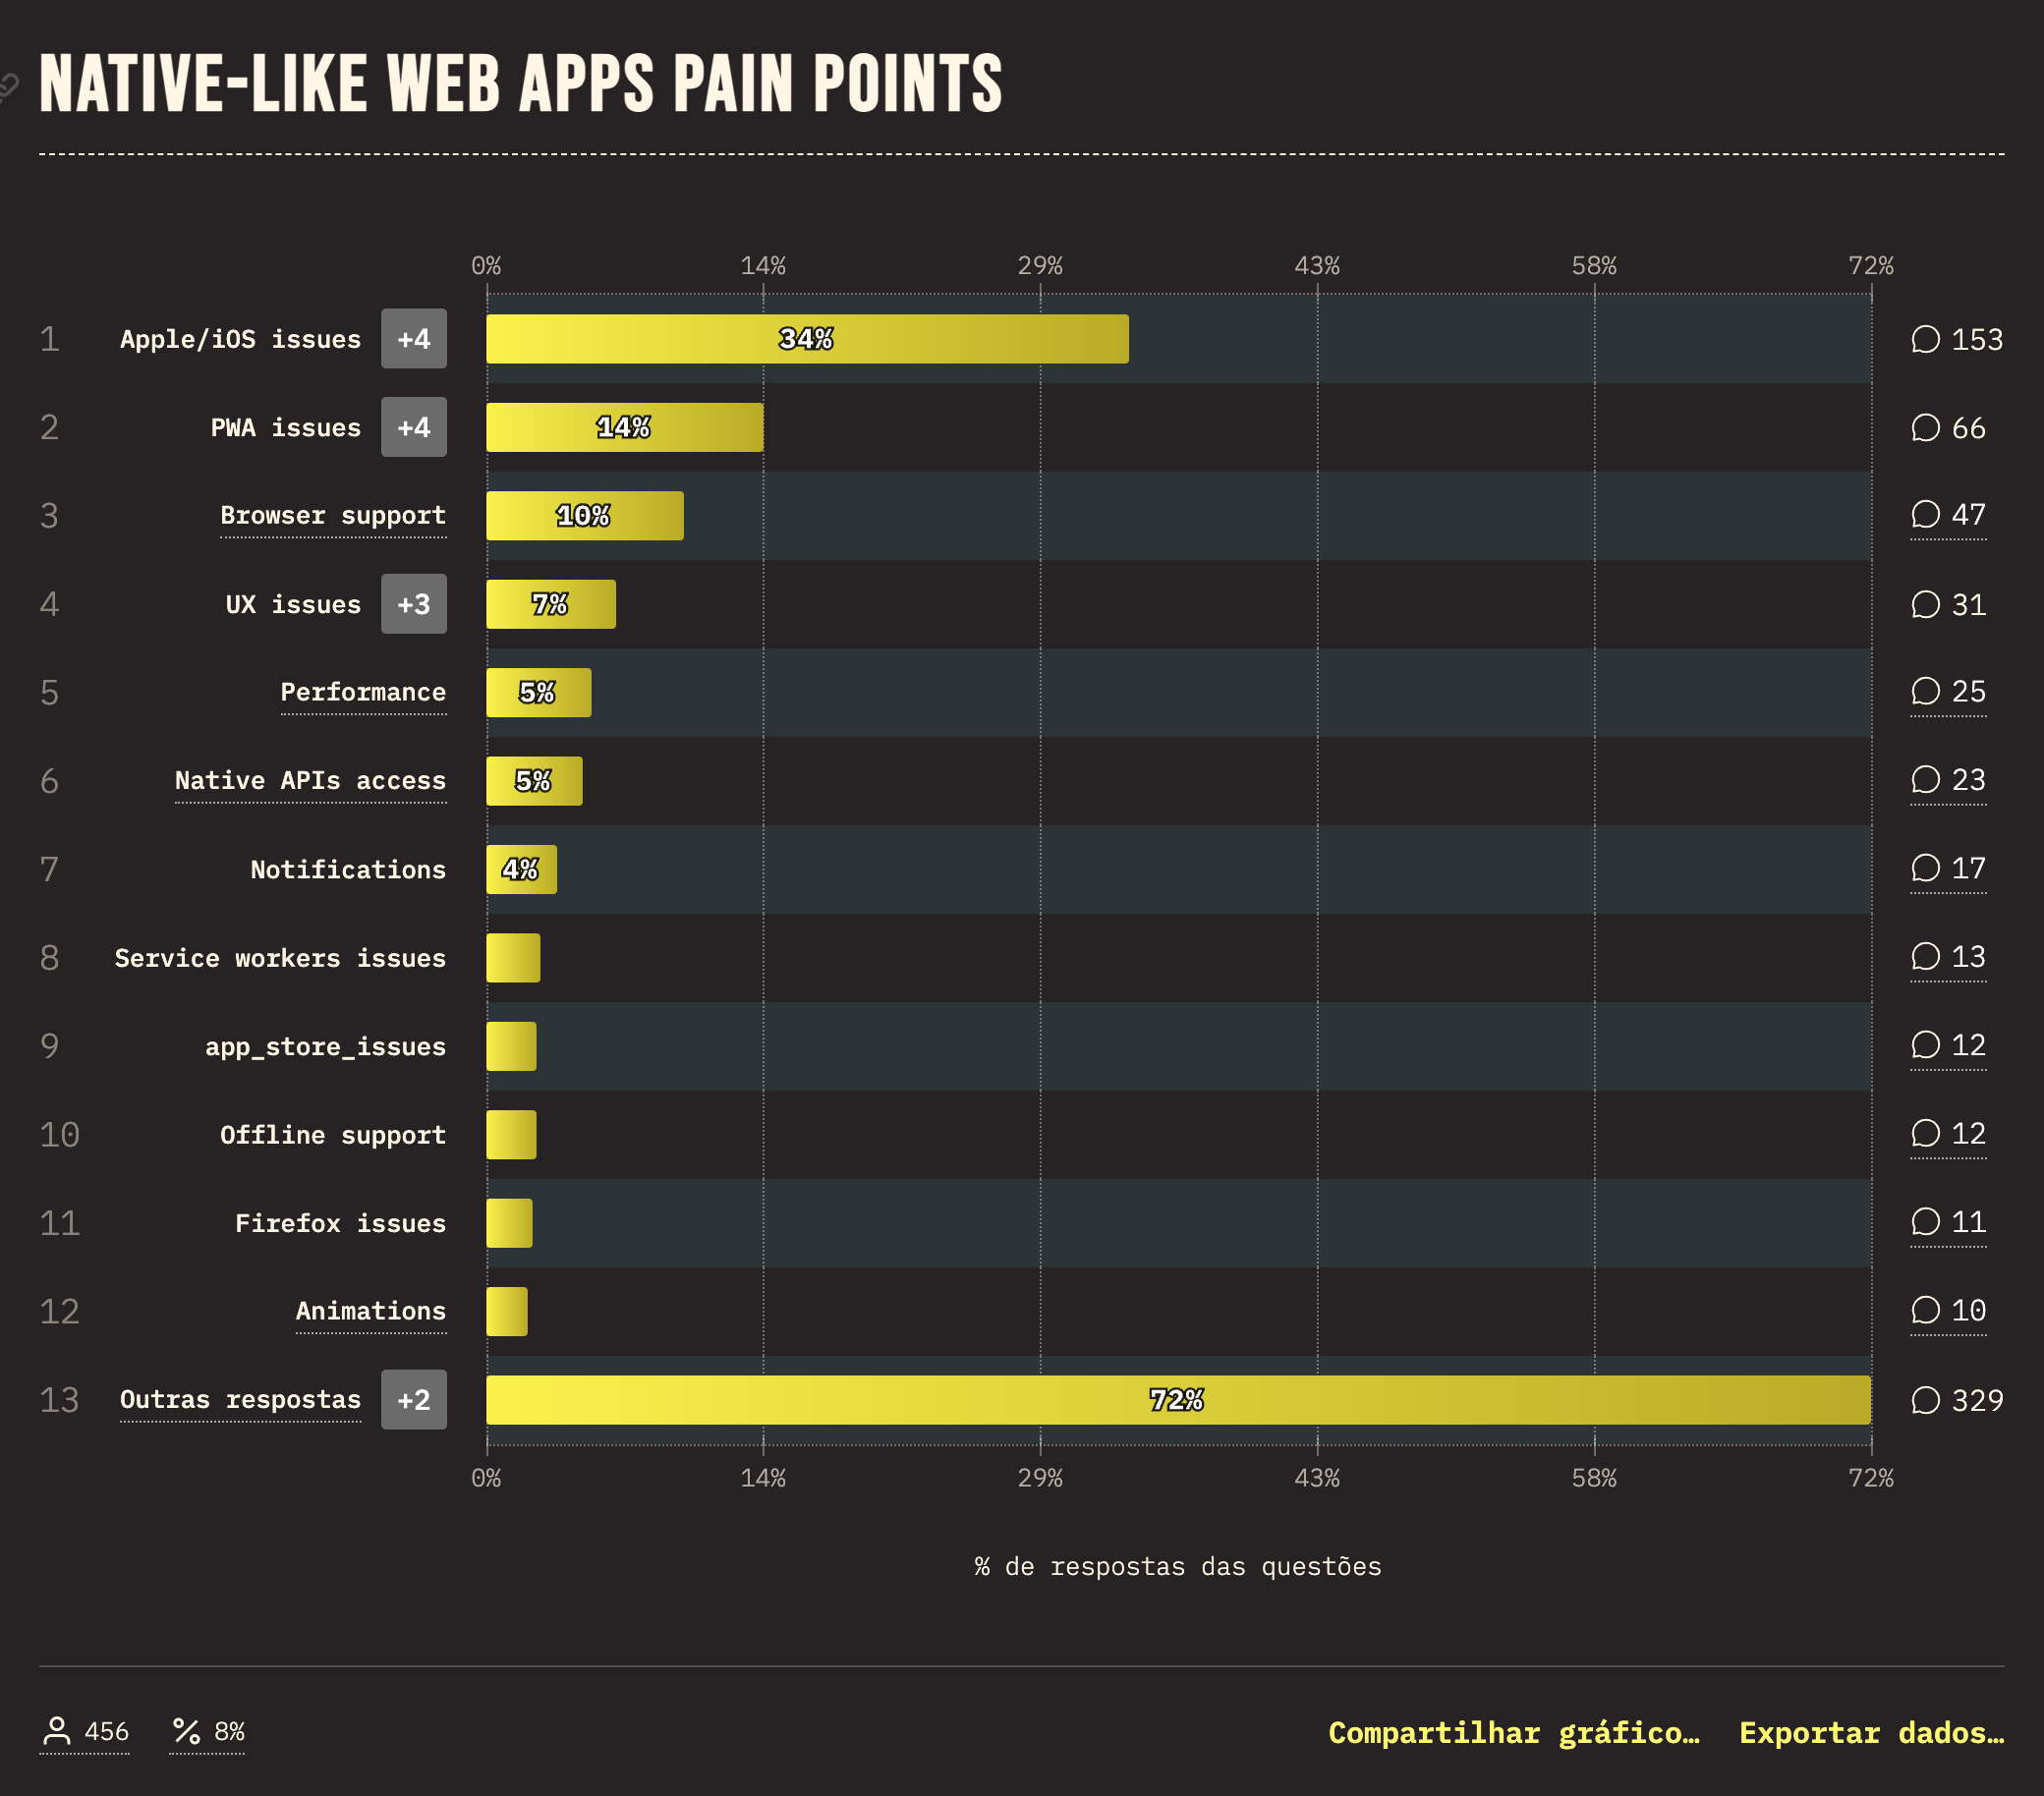 NATIVE-LIKE WEB APPS PAIN POINTS
0% 14% 29% 43% 58% 72%
1 Apple/iOS issues +4 34% 153
2 PWA issues +4 14% 66
3 Browser support 10% 47
4 UX issues +3 7% 31
5 Performance 5% 25
6 Native APIs access 5% 23
7 Notifications 4% 17
8 Service workers issues 13
9 app_store_issues 12
10 Offline support 12
11 Firefox issues 11
12 Animations 10
13 Outras respostas +2 72% 329
0% 14% 29% 43% 58% 72%
% de respostas das questões
456 8% Compartilhar gráfico… Exportar dados…